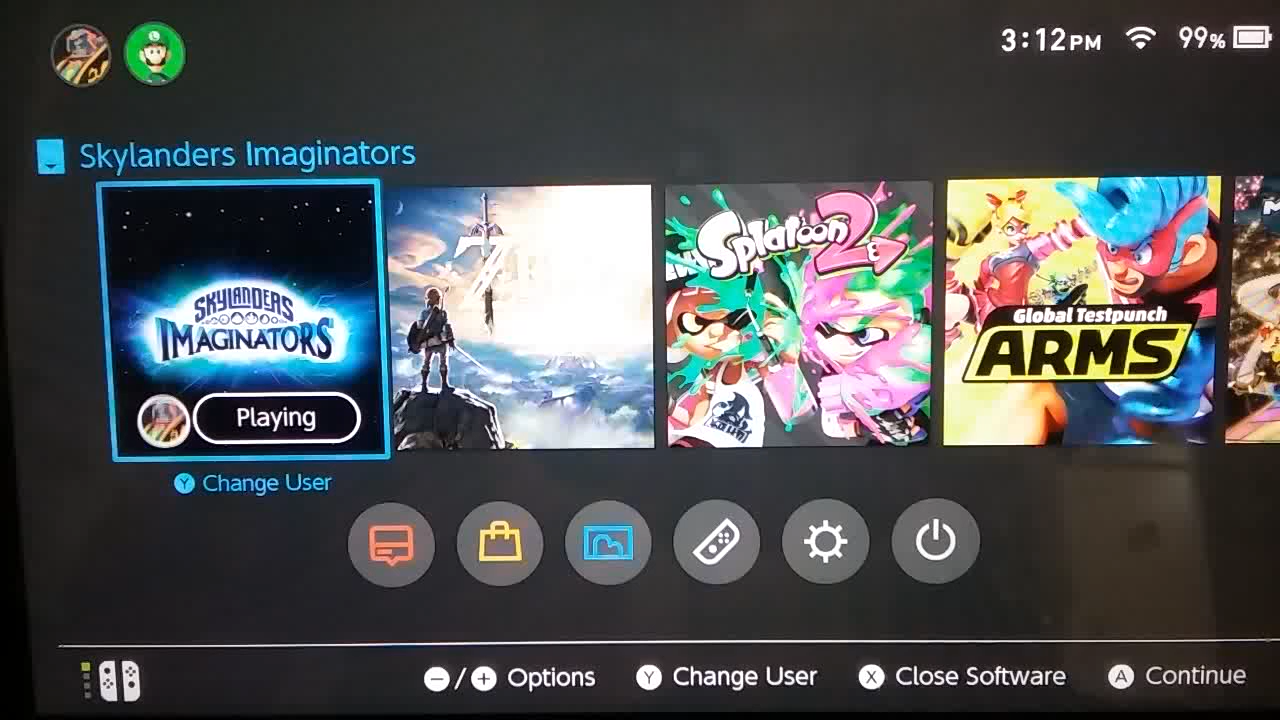 3:12PM 99%
Skylanders Imaginators
SKYLANDERS
IMAGINATORS
Playing
Y Change User
Splatoon 2
Global Testpunch
ARMS
-/+ Options Y Change User X Close Software A Continue